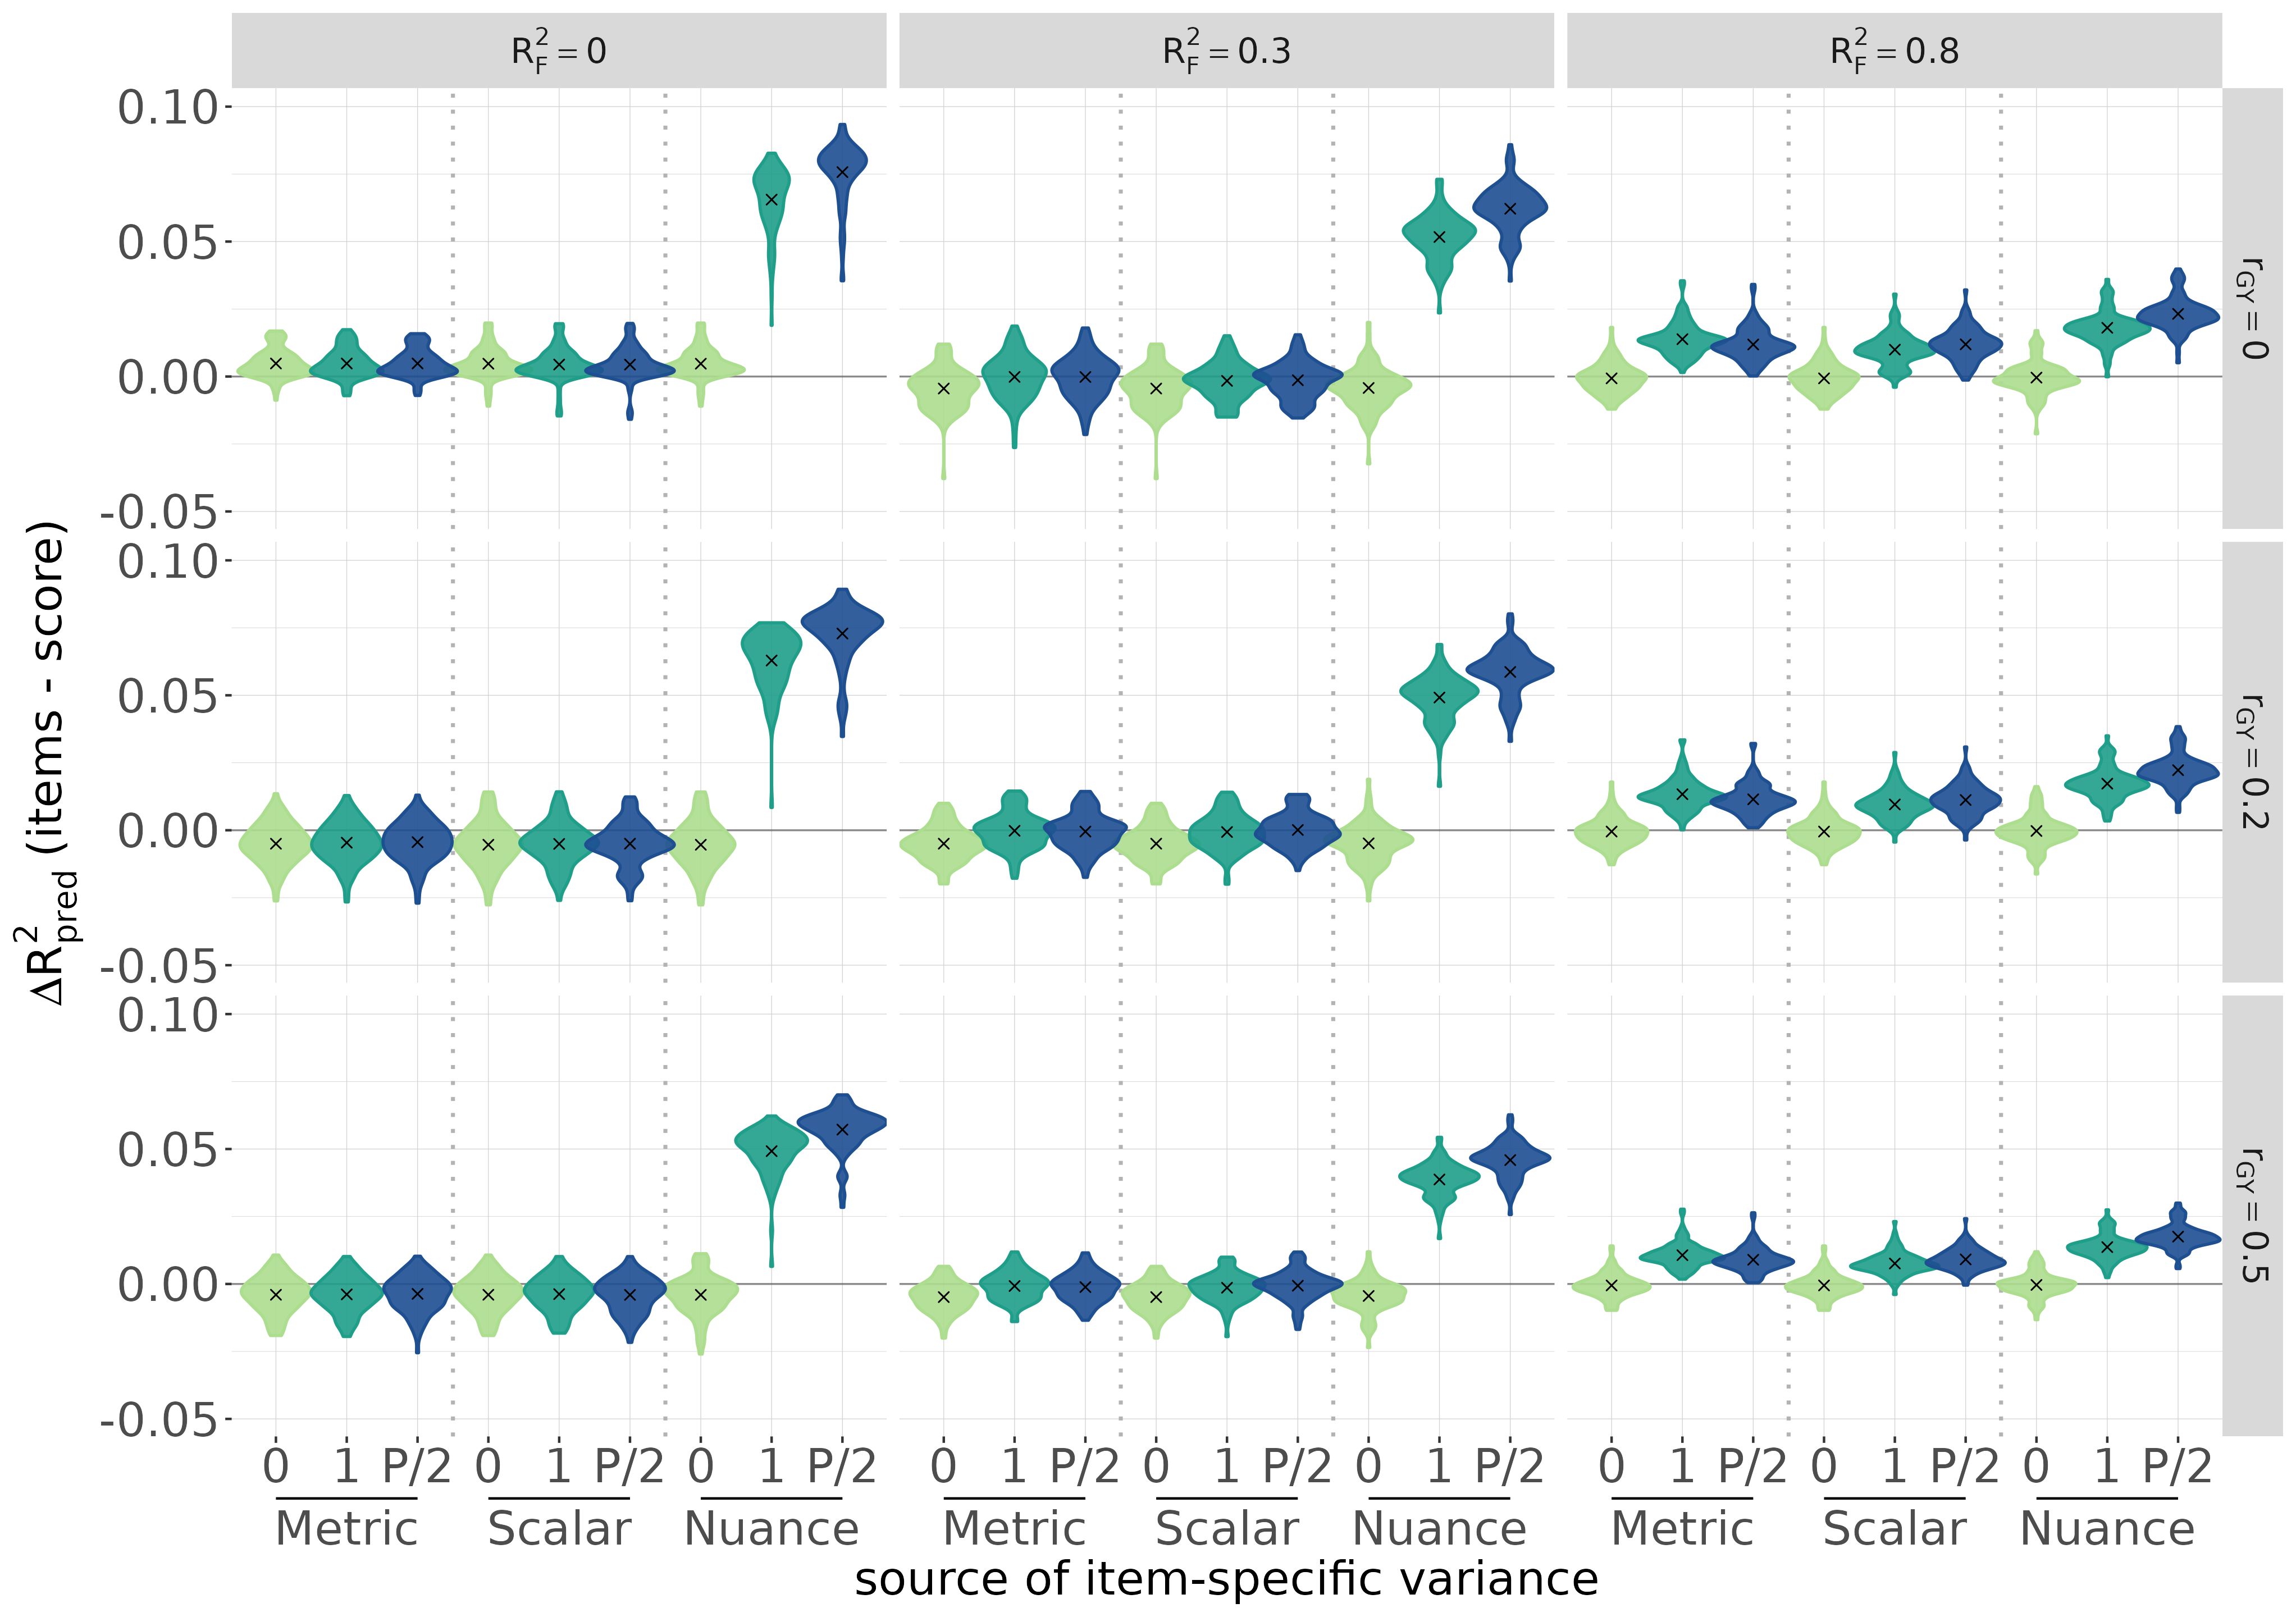 R²F = 0 R²F = 0.3 R²F = 0.8
0.10
0.05
0.00
-0.05
rGY = 0
0.10
0.05
0.00
-0.05
rGY = 0.2
0.10
0.05
0.00
-0.05
rGY = 0.5
ΔR²pred (items - score)
0 1 P/2 0 1 P/2 0 1 P/2 0 1 P/2 0 1 P/2 0 1 P/2 0 1 P/2 0 1 P/2 0 1 P/2
Metric Scalar Nuance Metric Scalar Nuance Metric Scalar Nuance
source of item-specific variance